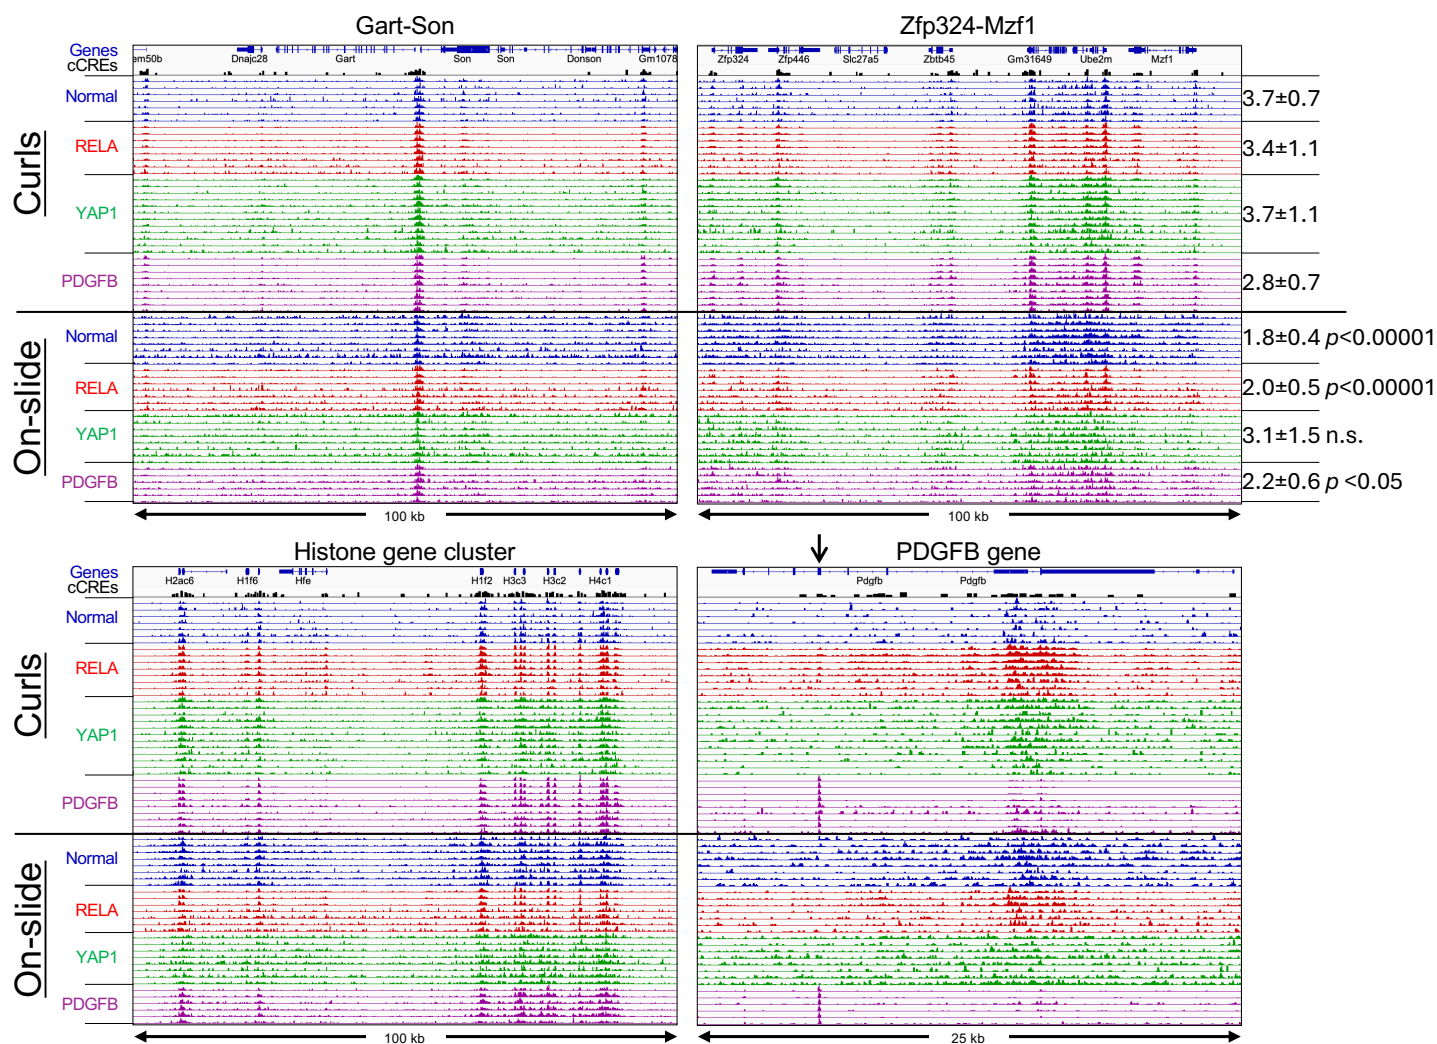 Gart-Son
Zfp324-Mzf1
Genes
cCREs
em50b Dnajc28 Gart Son Son Donson Gm1078
Zfp324 Zfp446 Slc27a5 Zbtb45 Gm31649 Ube2m Mzf1
Curls
Normal
3.7±0.7
RELA
3.4±1.1
YAP1
3.7±1.1
PDGFB
2.8±0.7
On-slide
Normal
1.8±0.4 p<0.00001
RELA
2.0±0.5 p<0.00001
YAP1
3.1±1.5 n.s.
PDGFB
2.2±0.6 p <0.05
100 kb
100 kb
Histone gene cluster
PDGFB gene
Genes
cCREs
H2ac6 H1f6 Hfe H1f2 H3c3 H3c2 H4c1
Pdgfb Pdgfb
Curls
Normal
RELA
YAP1
PDGFB
On-slide
Normal
RELA
YAP1
PDGFB
100 kb
25 kb